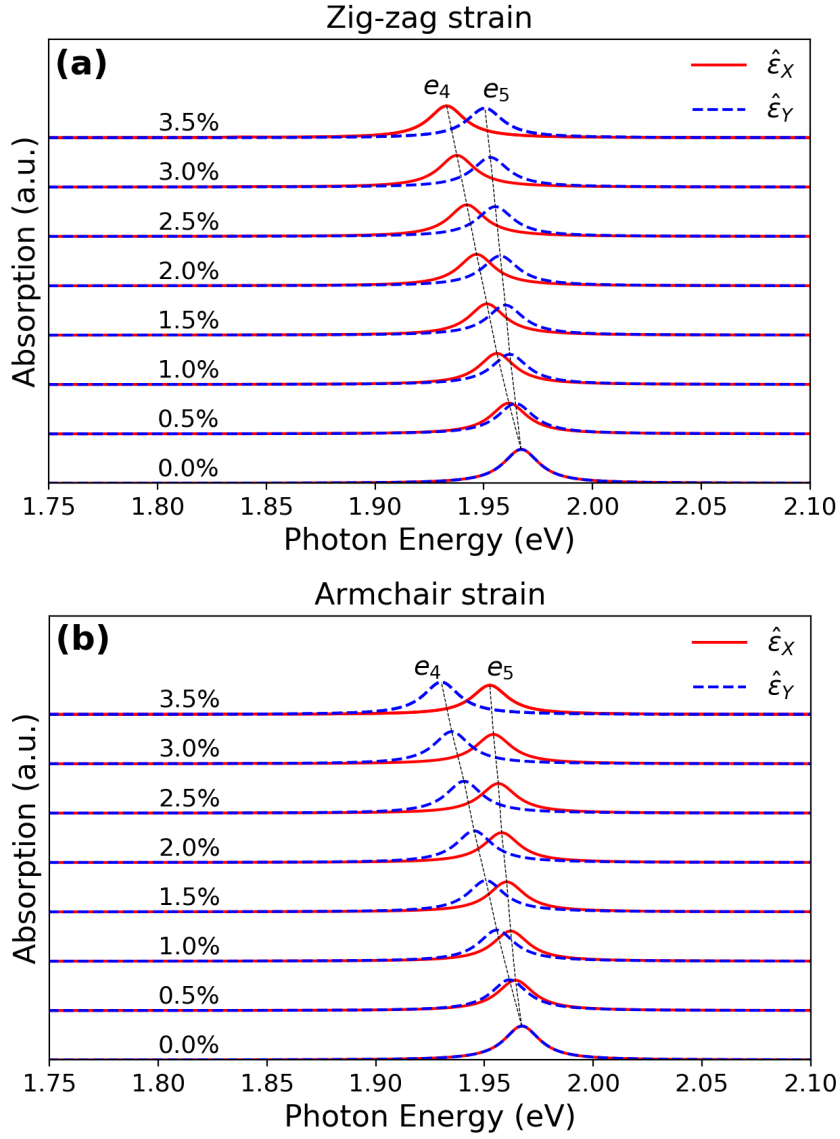 Zig-zag strain
(a)
e₄ e₅
ε̂_X
ε̂_Y
3.5%
3.0%
2.5%
2.0%
1.5%
1.0%
0.5%
0.0%
Absorption (a.u.)
1.75 1.80 1.85 1.90 1.95 2.00 2.05 2.10
Photon Energy (eV)
Armchair strain
(b)
e₄ e₅
ε̂_X
ε̂_Y
3.5%
3.0%
2.5%
2.0%
1.5%
1.0%
0.5%
0.0%
Absorption (a.u.)
1.75 1.80 1.85 1.90 1.95 2.00 2.05 2.10
Photon Energy (eV)